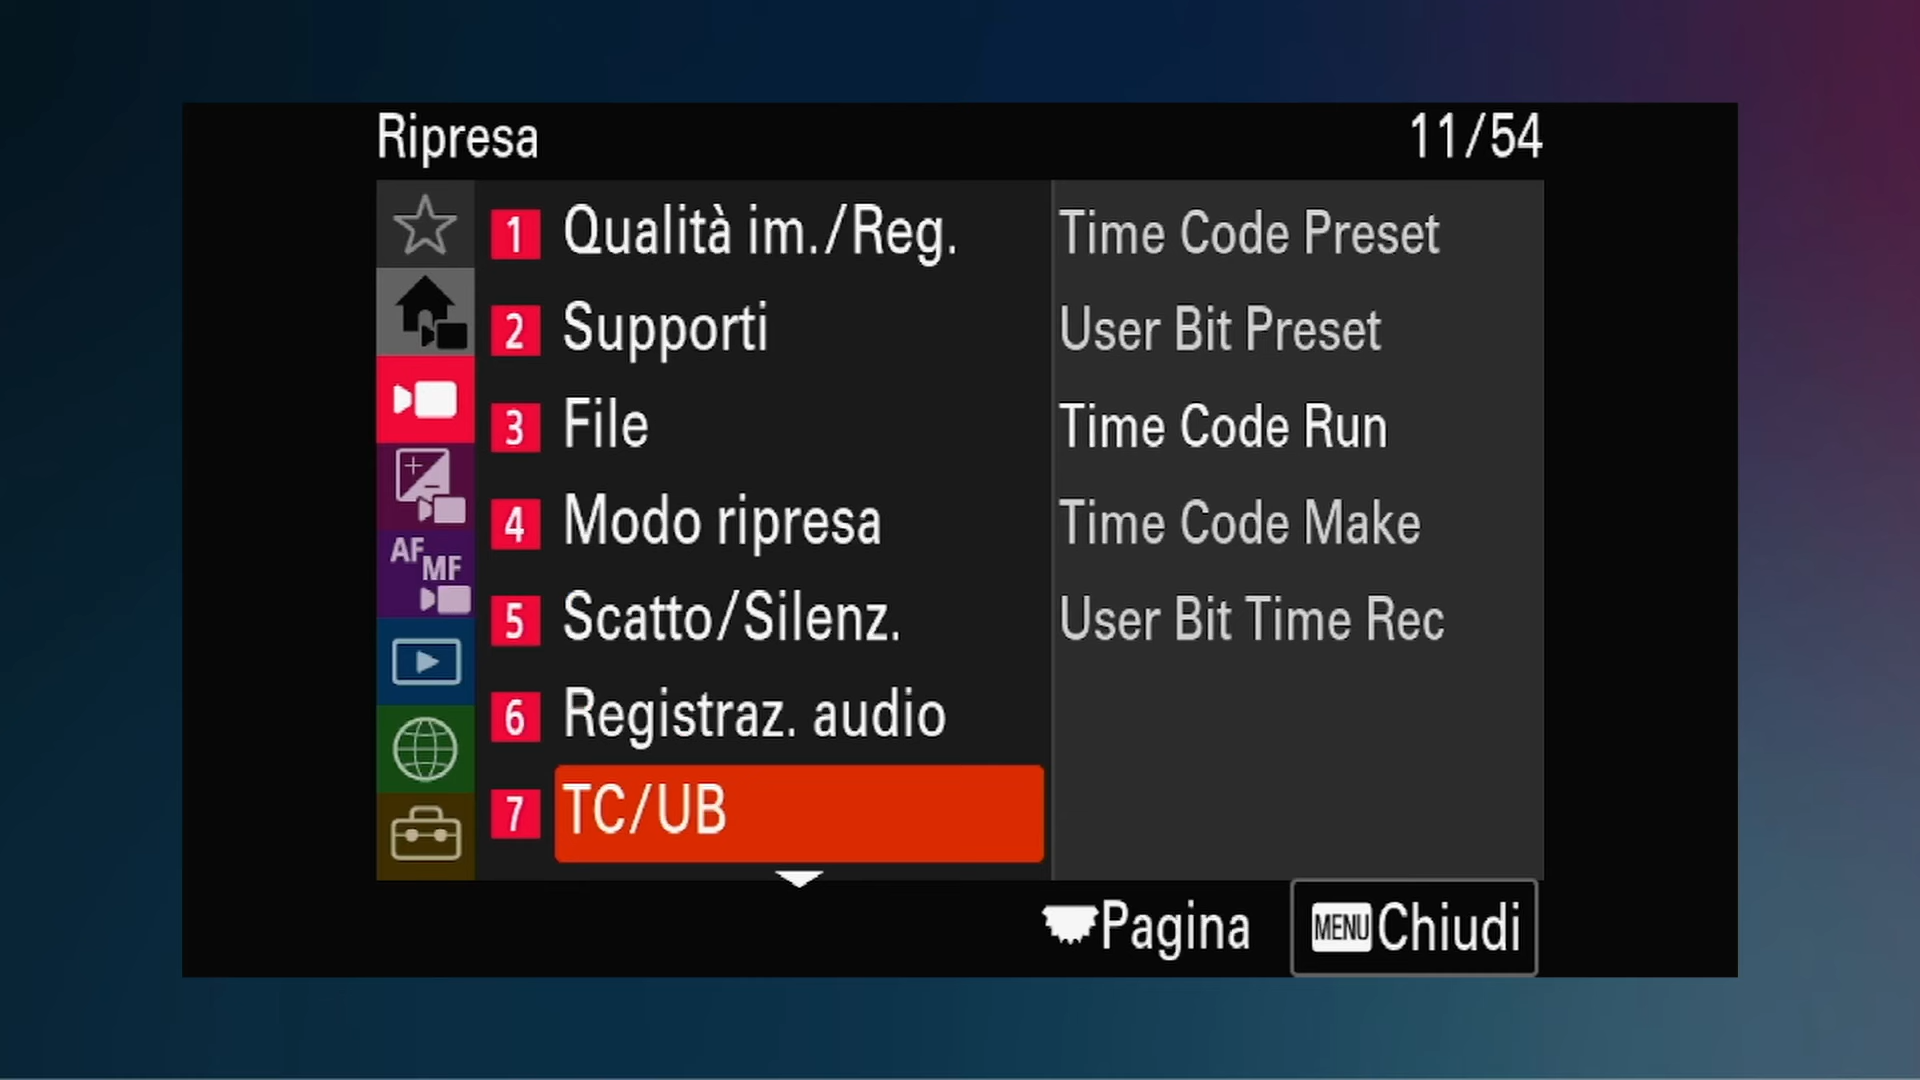 Ripresa
11/54
1 Qualità im./Reg.
2 Supporti
3 File
4 Modo ripresa
5 Scatto/Silenz.
6 Registraz. audio
7 TC/UB
AF MF
Time Code Preset
User Bit Preset
Time Code Run
Time Code Make
User Bit Time Rec
Pagina
MENU Chiudi